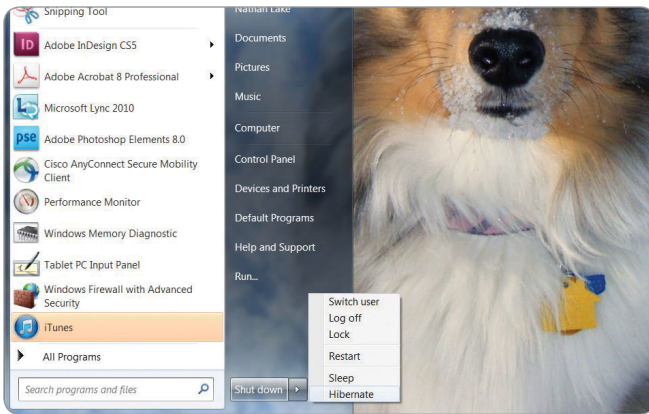 Snipping Tool
ID
Adobe InDesign CS5
Adobe Acrobat 8 Professional
Microsoft Lync 2010
pse
Adobe Photoshop Elements 8.0
Cisco AnyConnect Secure Mobility
Client
Performance Monitor
Windows Memory Diagnostic
Tablet PC Input Panel
Windows Firewall with Advanced
Security
iTunes
All Programs
Search programs and files
Nathan Lake
Documents
Pictures
Music
Computer
Control Panel
Devices and Printers
Default Programs
Help and Support
Run...
Shut down
Switch user
Log off
Lock
Restart
Sleep
Hibernate